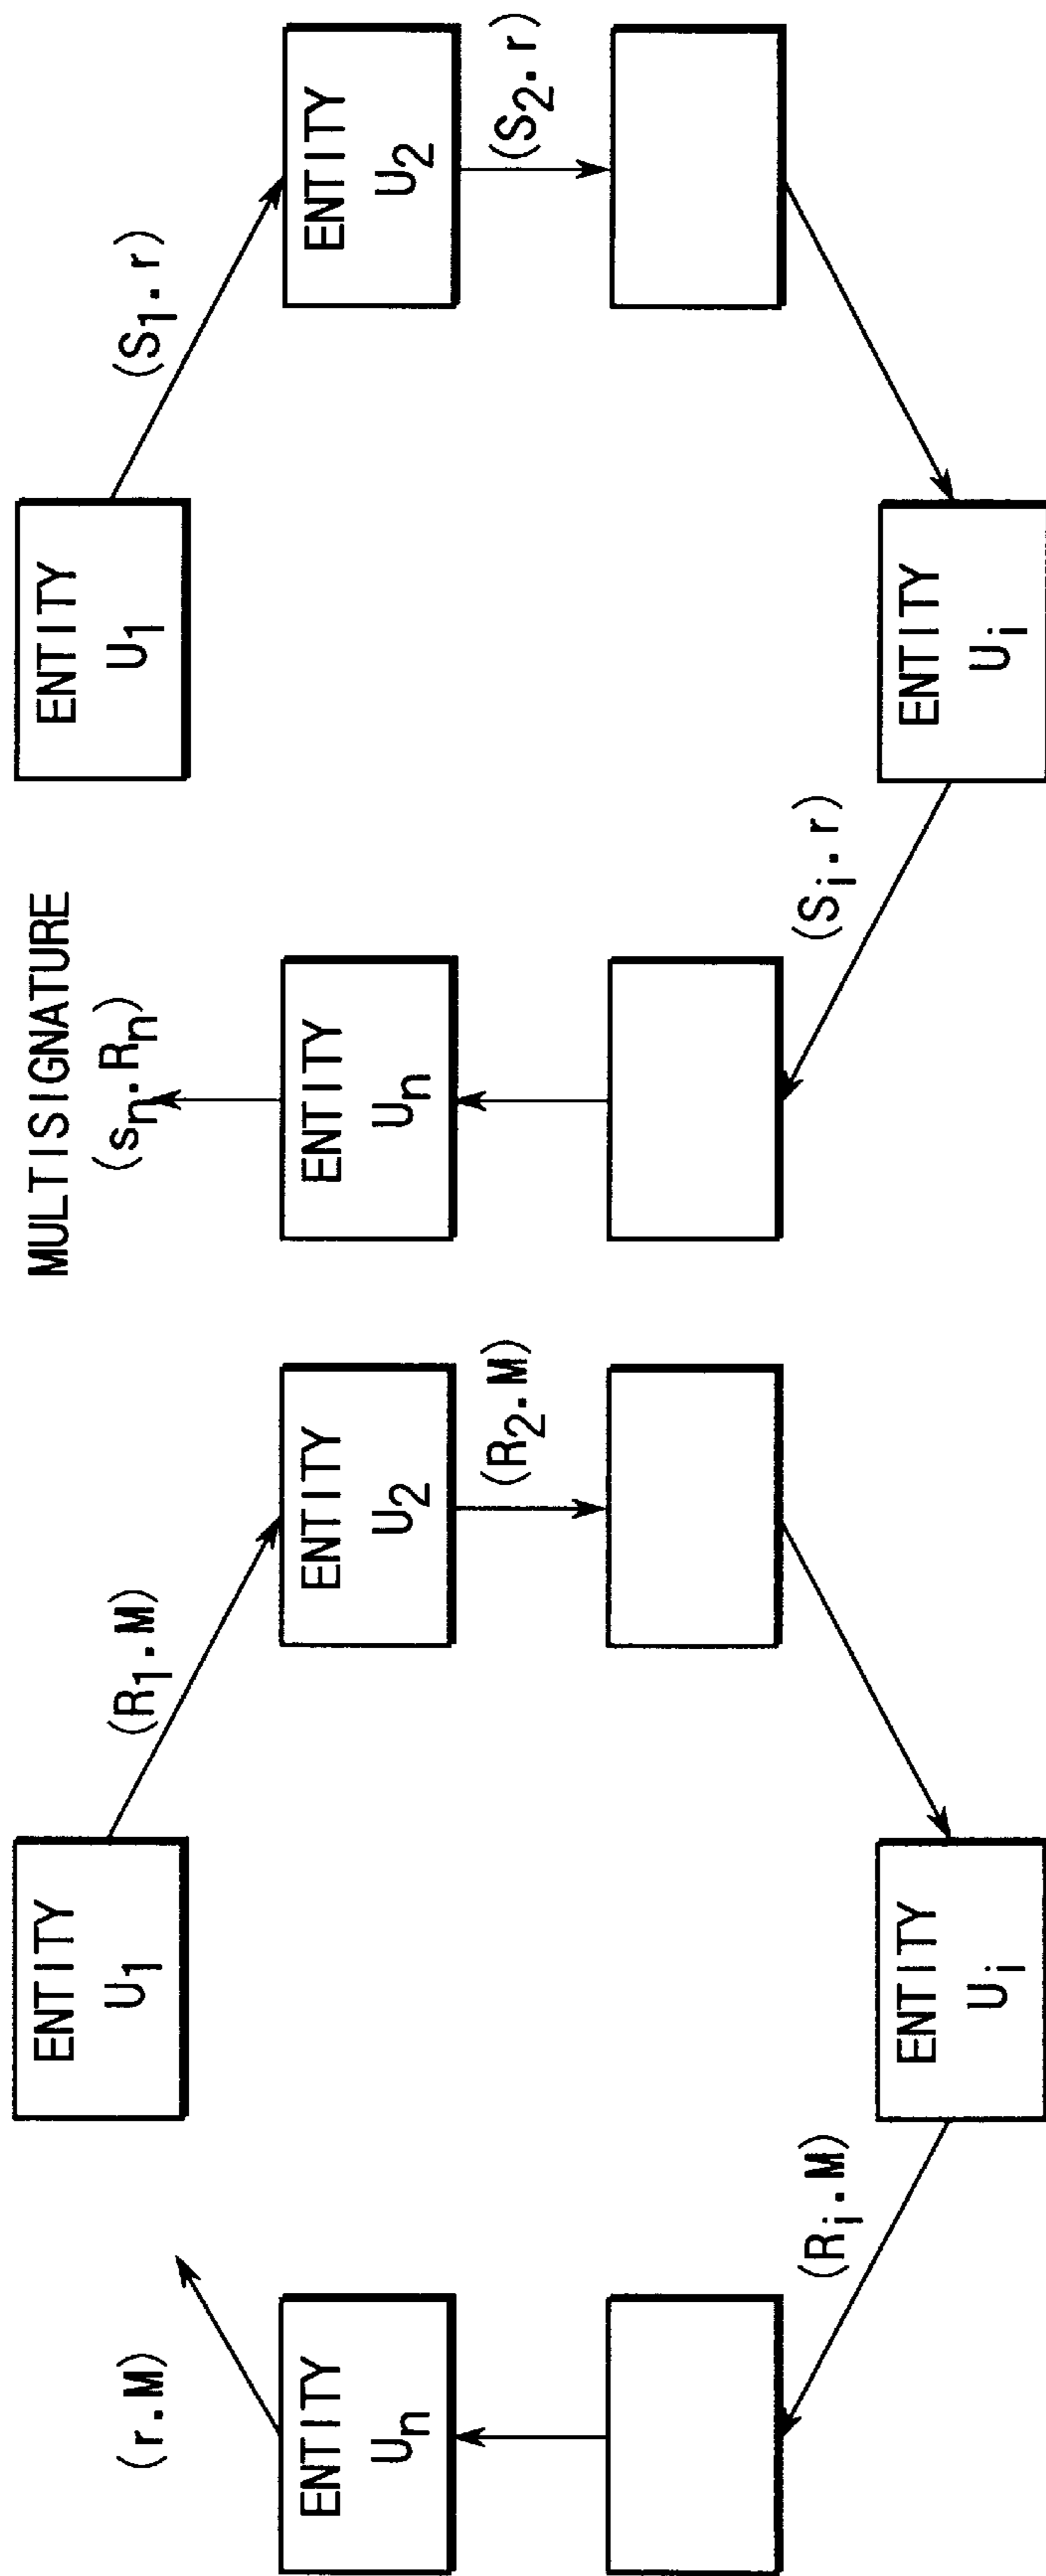 (r.M)
ENTITY
U1
(R1.M)
ENTITY
Un
ENTITY
U2
(R2.M)
(Ri.M)
ENTITY
Ui
MULTISIGNATURE
(sn.Rn)
ENTITY
U1
(S1.r)
ENTITY
Un
ENTITY
U2
(S2.r)
(Si.r)
ENTITY
Ui